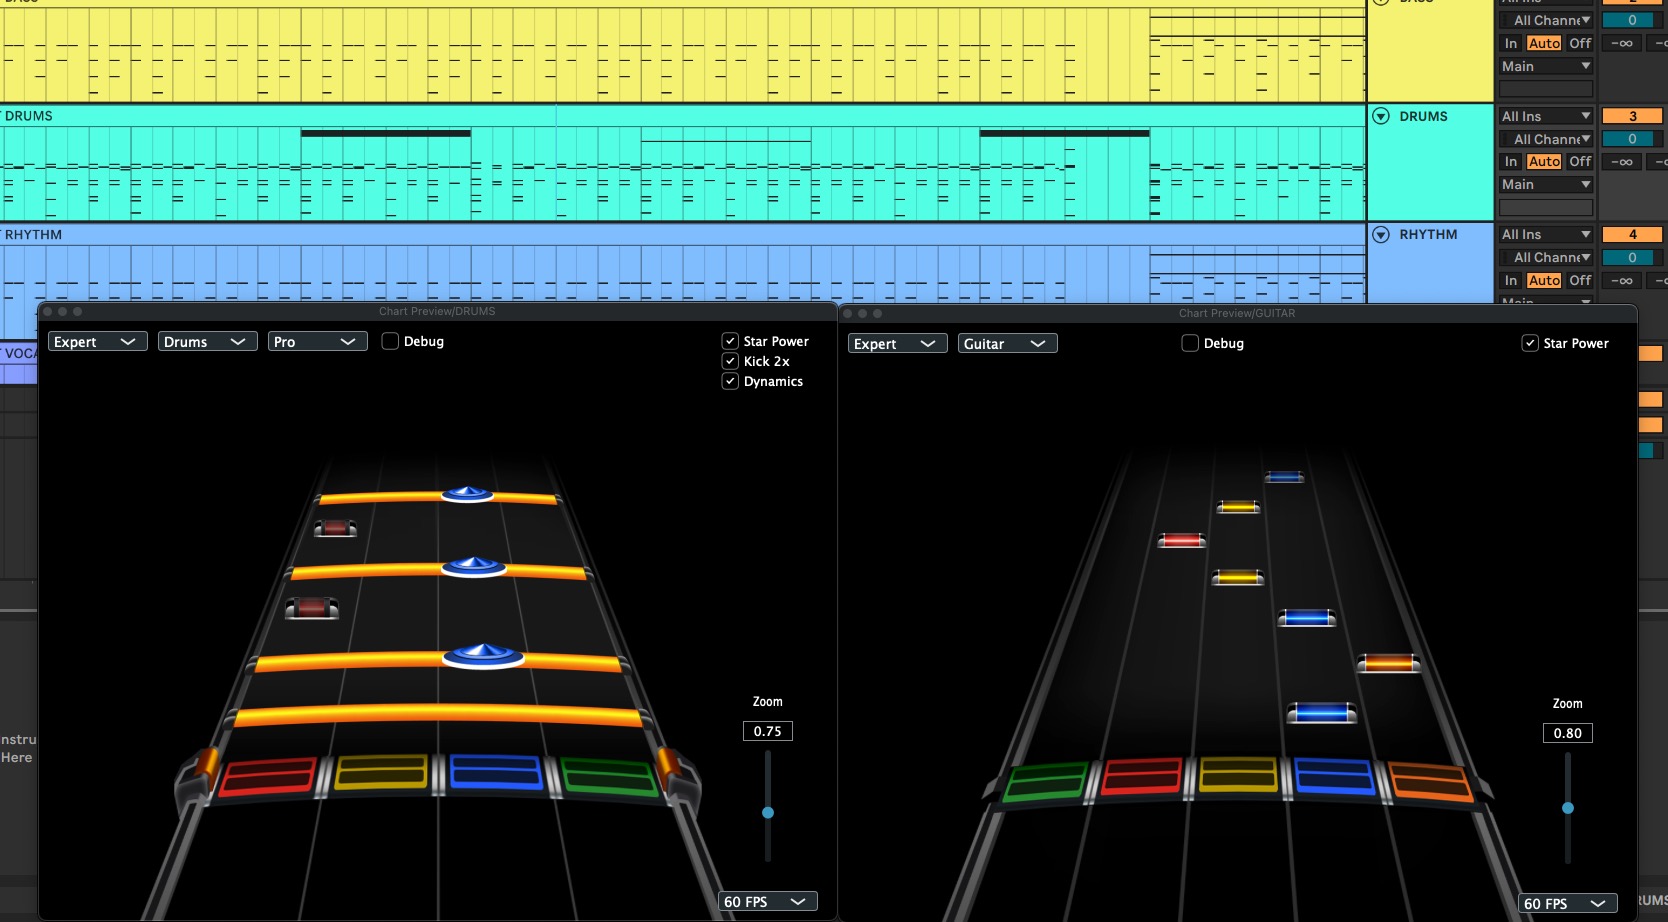 All Channe
0
In Auto Off
-∞
Main
DRUMS
DRUMS
All Ins
3
All Channe
0
In Auto Off
-∞
Main
RHYTHM
RHYTHM
All Ins
4
All Channe
0
In Auto Off
-∞
Chart Preview/DRUMS
Expert
Drums
Pro
Debug
Star Power
Kick 2x
Dynamics
Zoom
0.75
60 FPS
Chart Preview/GUITAR
Expert
Guitar
Debug
Star Power
Zoom
0.80
60 FPS
VOCA
nstru
Here
RUMS